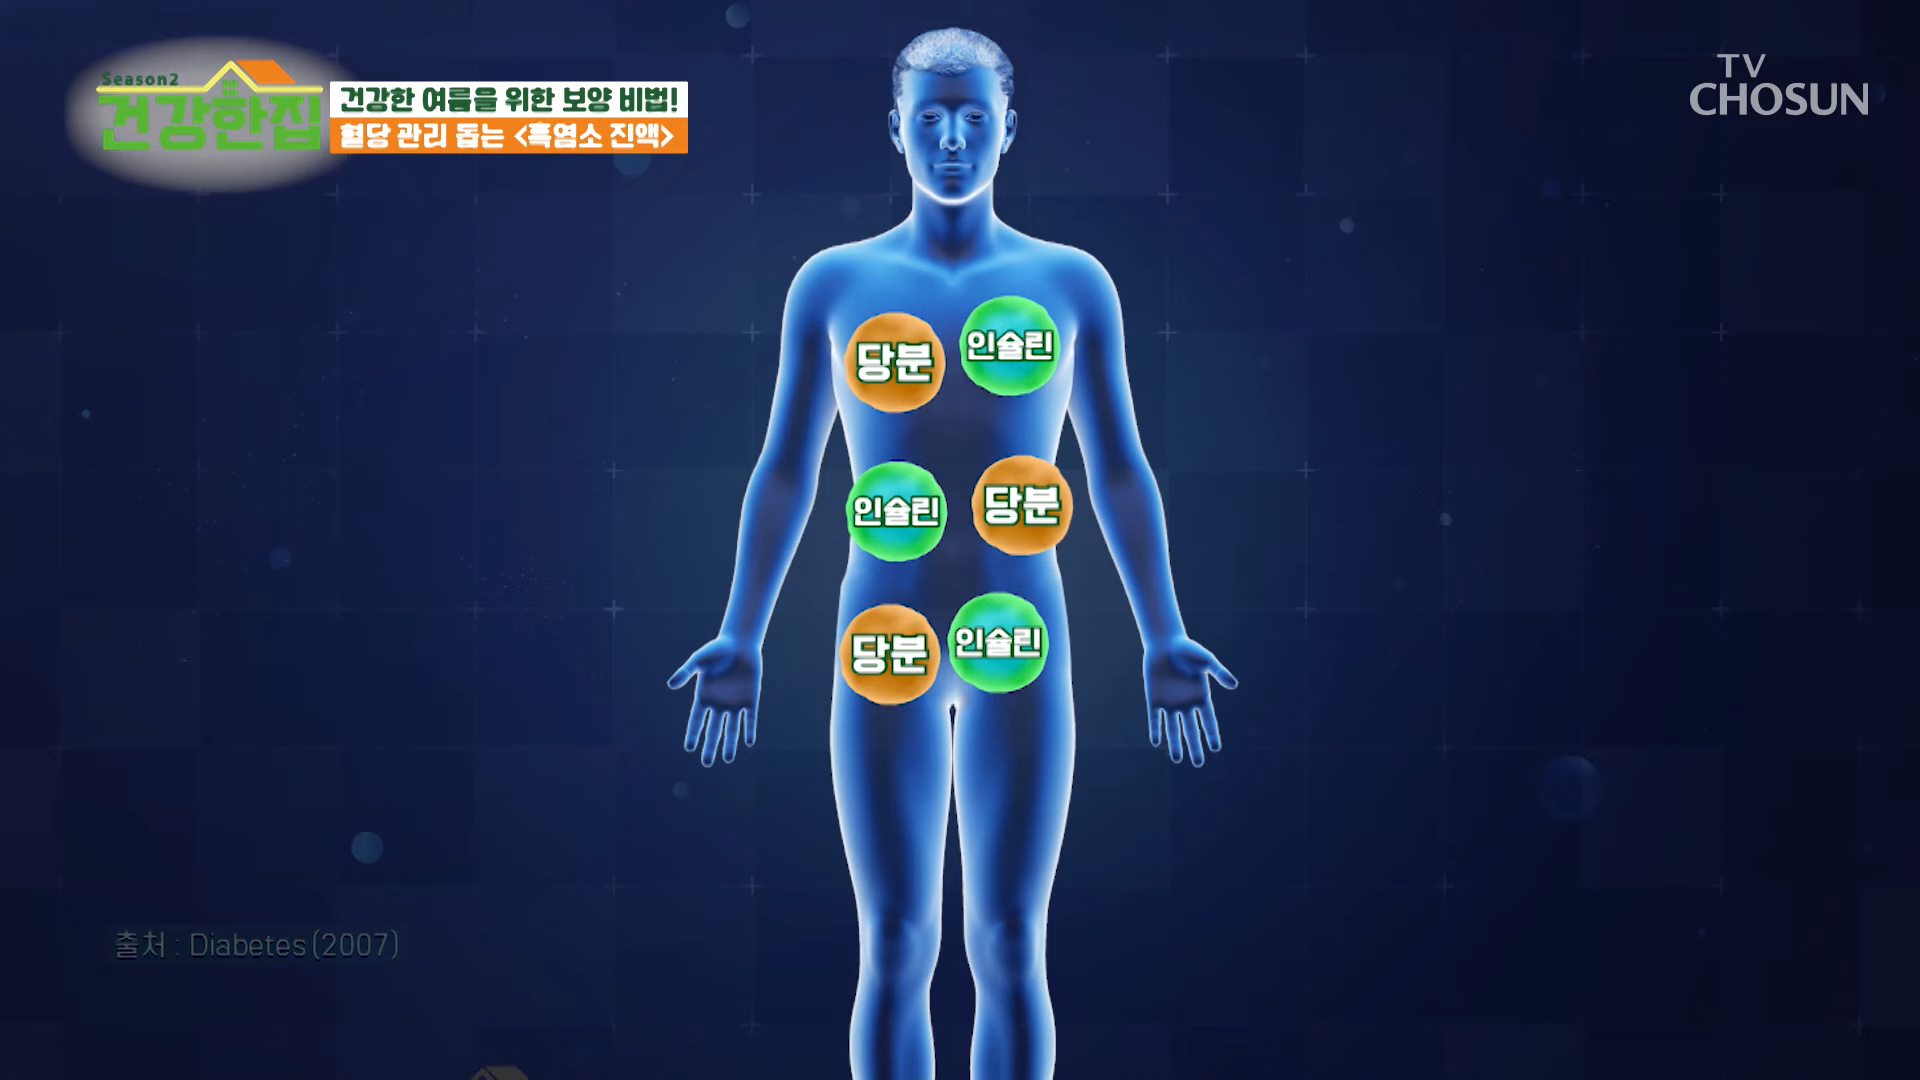 Season2
건강한집
건강한 여름을 위한 보양 비법!
혈당 관리 돕는 <흑염소 진액>
TV
CHOSUN
당분
인슐린
인슐린
당분
당분
인슐린
출처 : Diabetes(2007)